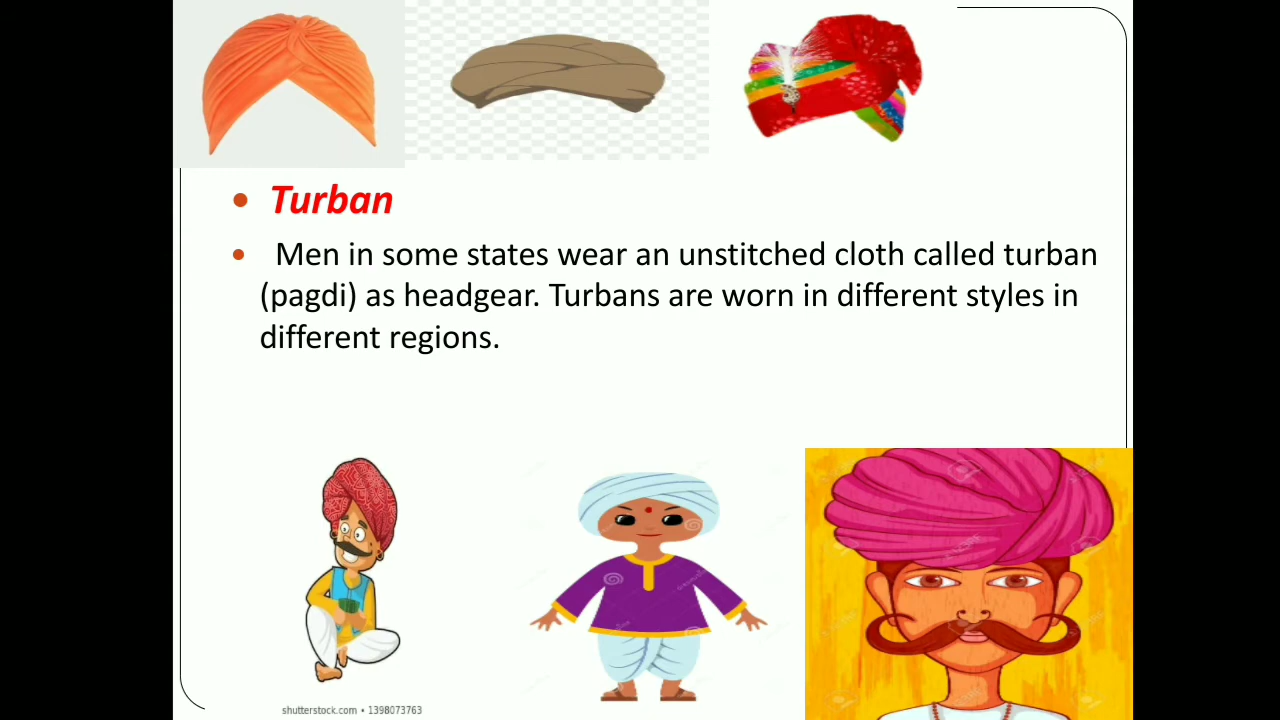 Turban
Men in some states wear an unstitched cloth called turban
(pagdi) as headgear. Turbans are worn in different styles in
different regions.
shutterstock.com • 1398073763